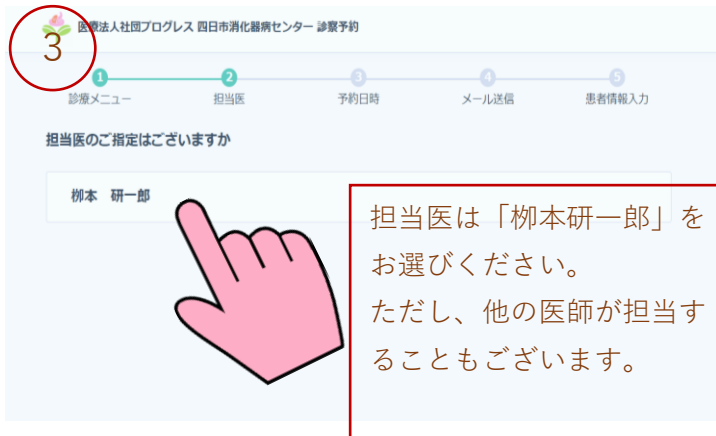 医療法人社団プログレス 四日市消化器病センター 診察予約
3
1 2 3 4 5
診療メニュー 担当医 予約日時 メール送信 患者情報入力
担当医のご指定はございますか
栁本 研一郎
担当医は「栁本研一郎」を
お選びください。
ただし、他の医師が担当す
ることもございます。